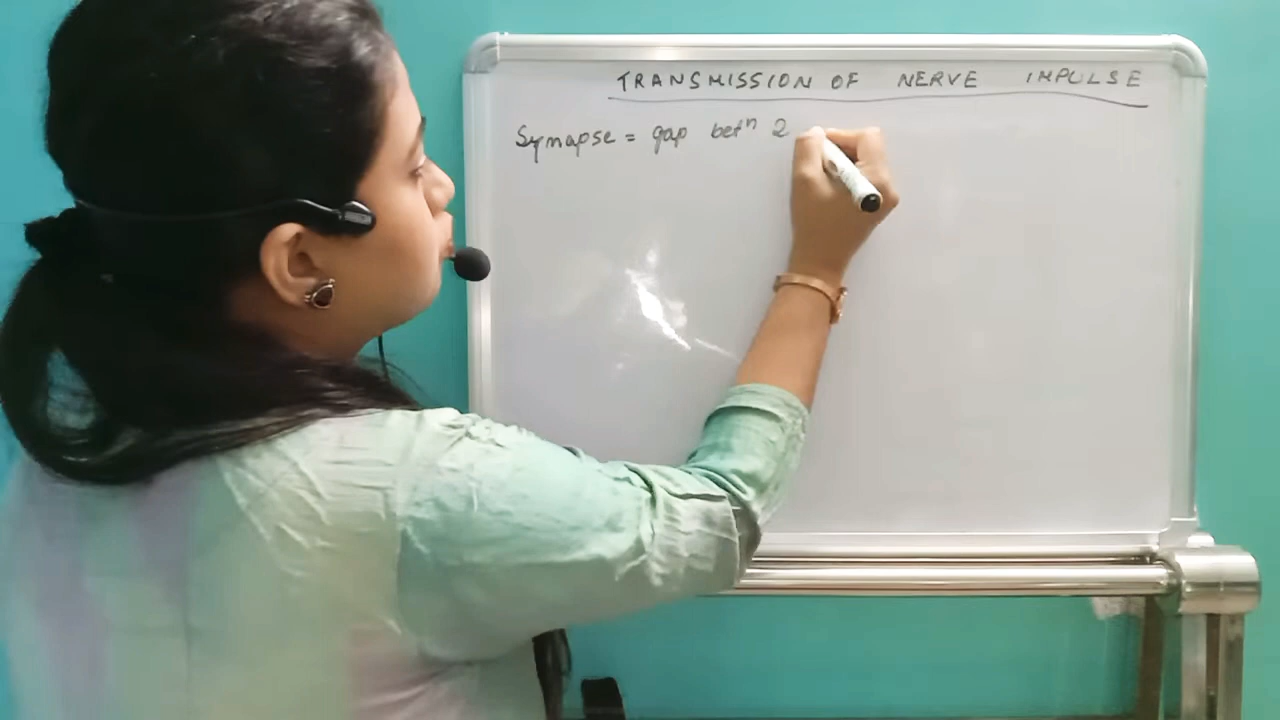 TRANSMISSION OF NERVE IMPULSE
Synapse = gap betⁿ 2